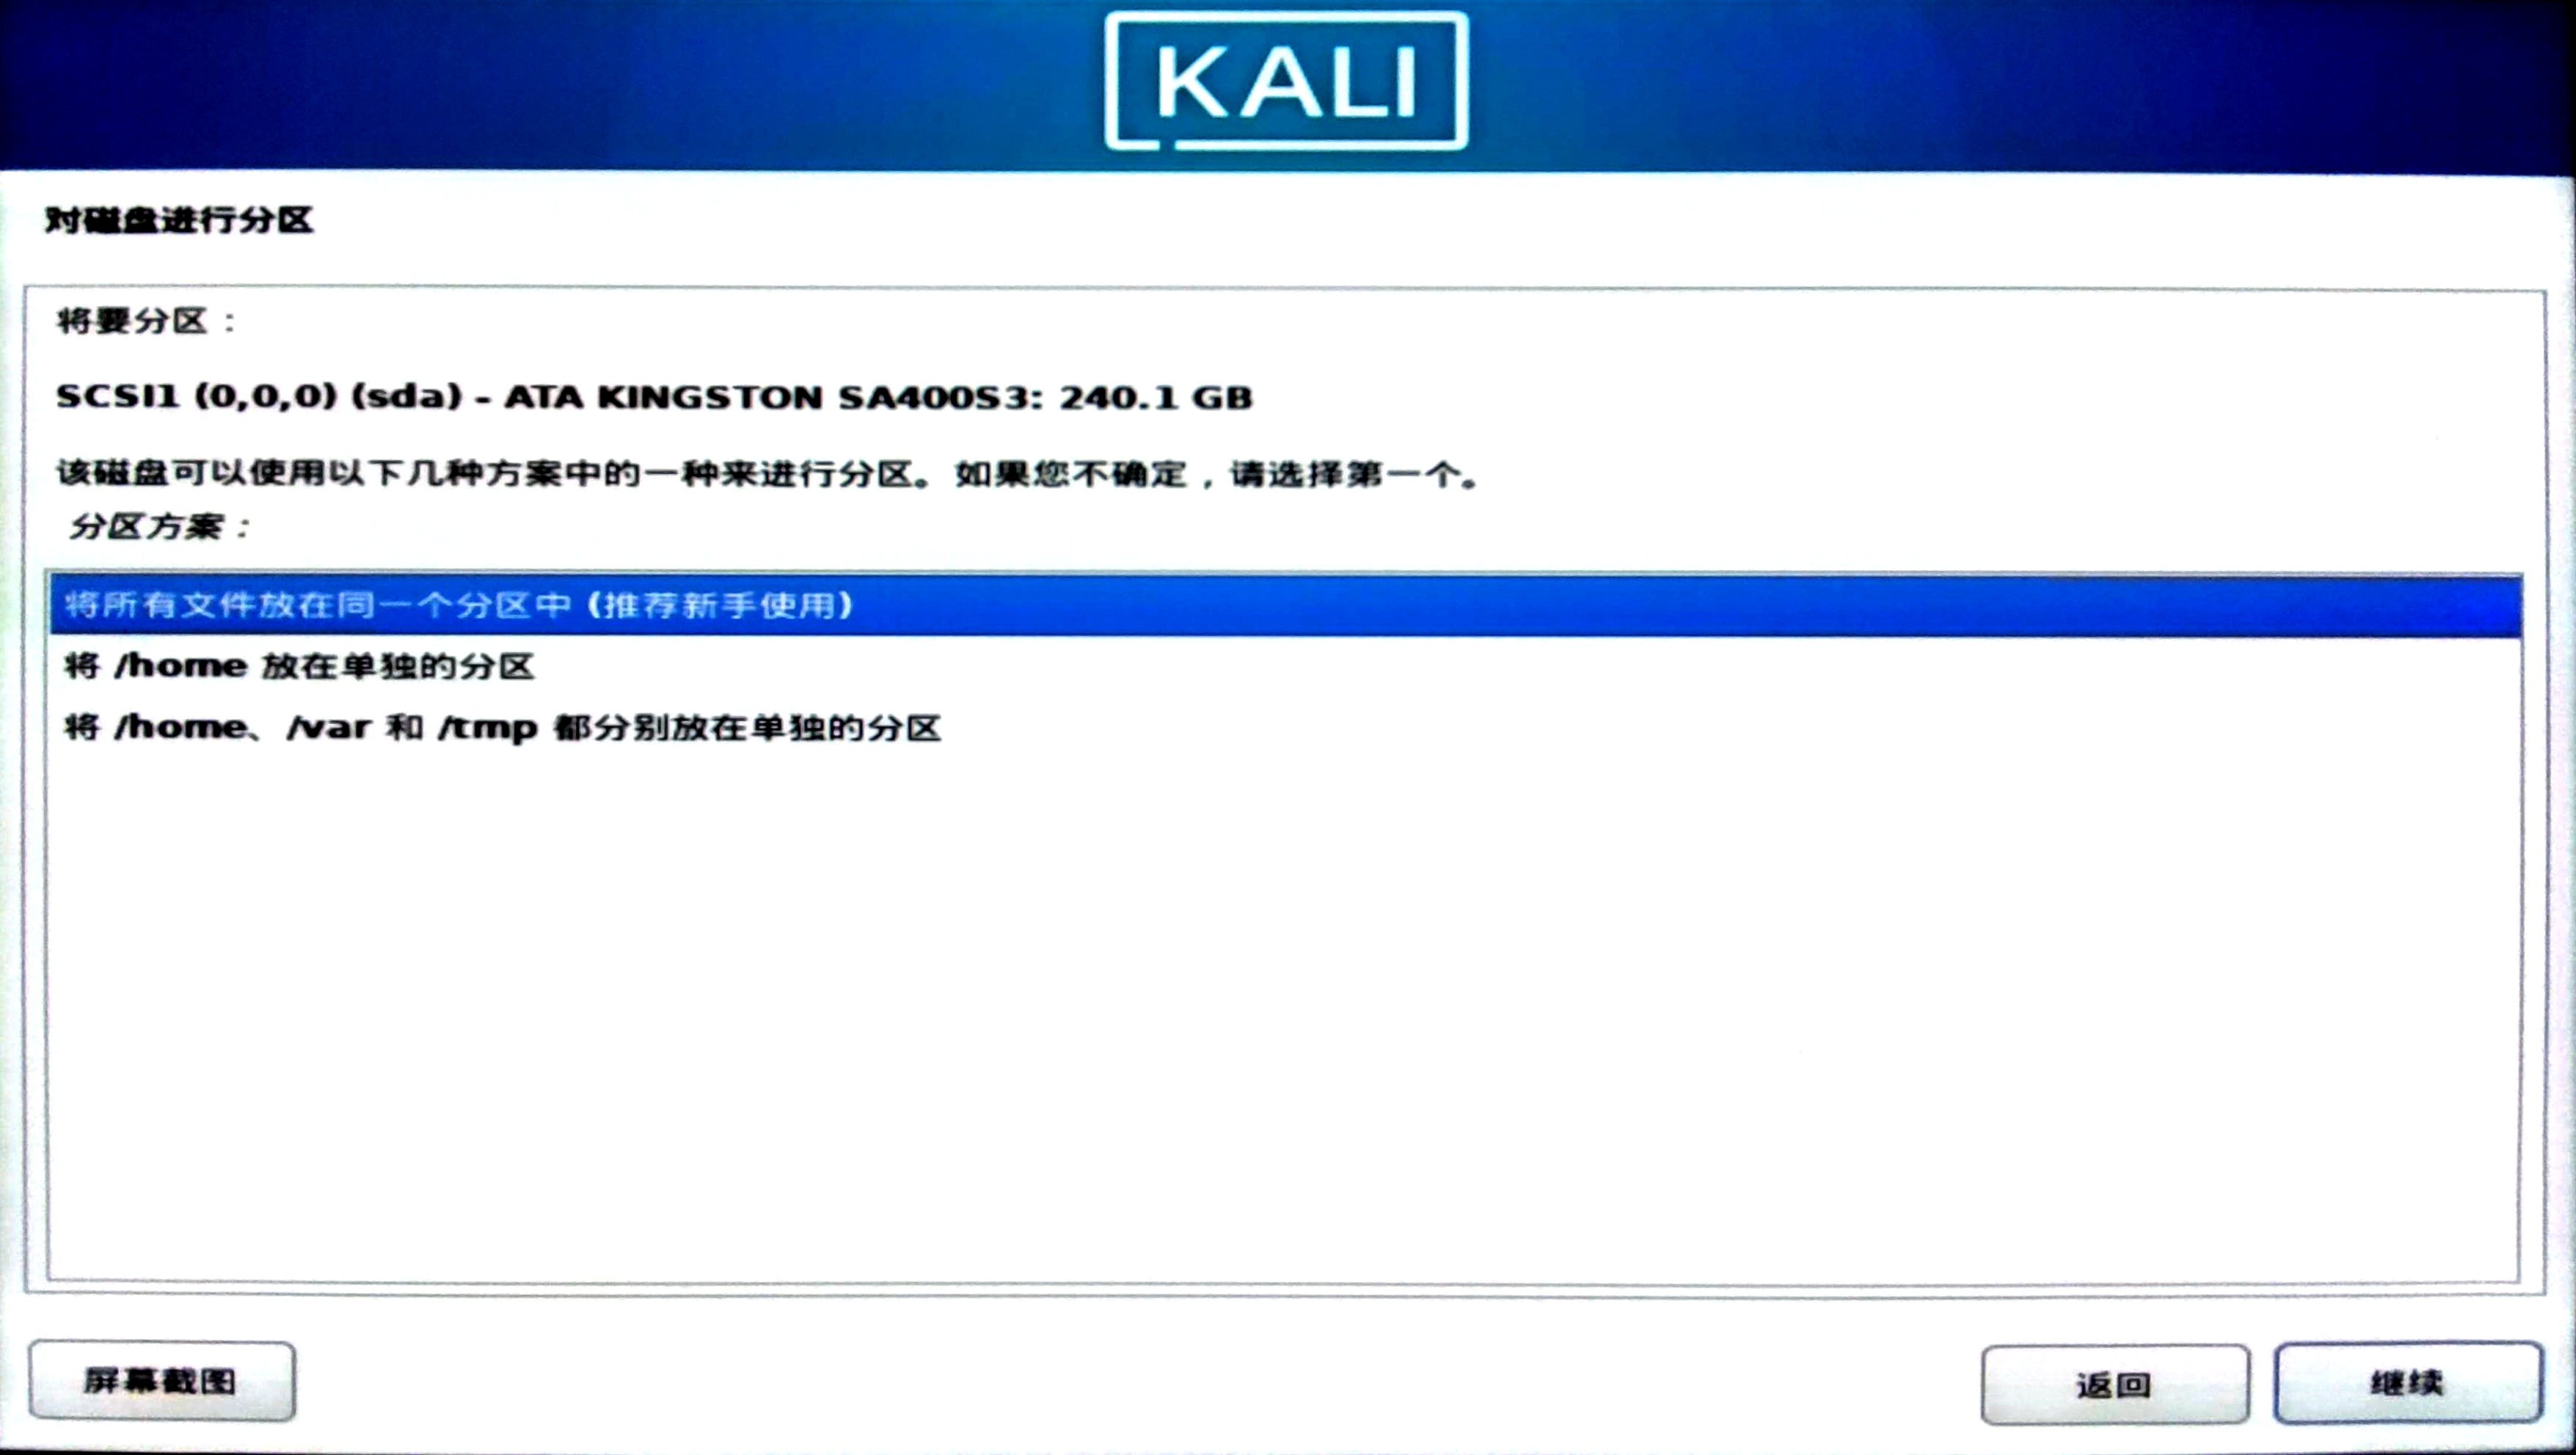 KALI
对磁盘进行分区
将要分区：
SCSI1 (0,0,0) (sda) - ATA KINGSTON SA400S3: 240.1 GB
该磁盘可以使用以下几种方案中的一种来进行分区。如果您不确定，请选择第一个。
分区方案：
将所有文件放在同一个分区中 (推荐新手使用)
将 /home 放在单独的分区
将 /home、/var 和 /tmp 都分别放在单独的分区
屏幕截图
返回
继续